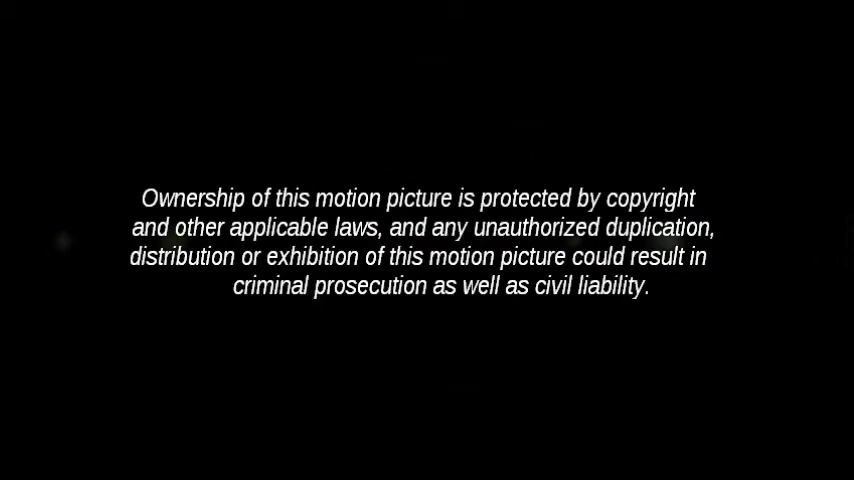 Ownership of this motion picture is protected by copyright
and other applicable laws, and any unauthorized duplication,
distribution or exhibition of this motion picture could result in
criminal prosecution as well as civil liability.